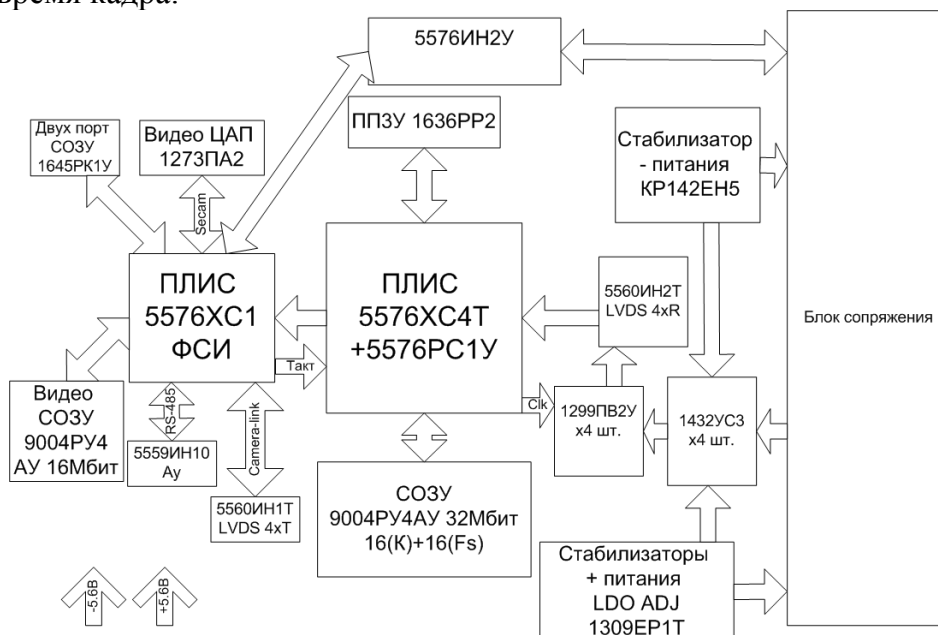 время кадра.
5576ИН2У
Двух порт
СОЗУ
1645РК1У
Видео ЦАП
1273ПА2
ППЗУ 1636РР2
Стабилизатор
- питания
КР142ЕН5
Secam
ПЛИС
5576ХС1
ФСИ
ПЛИС
5576ХС4Т
+5576РС1У
5560ИН2Т
LVDS 4xR
Блок сопряжения
Такт
Clk
Видео
СОЗУ
9004РУ4
АУ 16Мбит
RS-485
5559ИН10
Ау
Camera-link
5560ИН1Т
LVDS 4xT
СОЗУ
9004РУ4АУ 32Мбит
16(К)+16(Fs)
1299ПВ2У
х4 шт.
1432УС3
х4 шт.
Стабилизаторы
+ питания
LDO ADJ
1309ЕР1Т
-5.6В
+5.6В